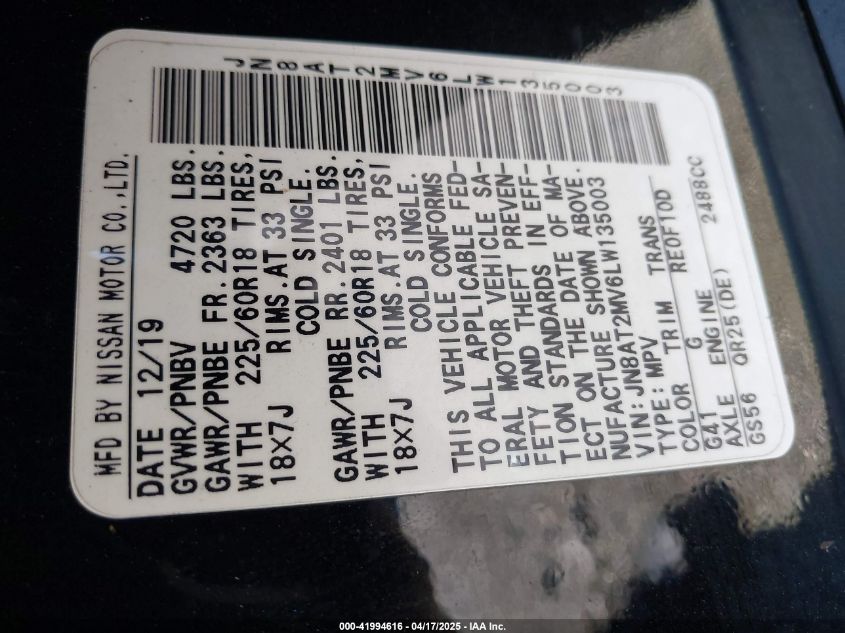 MFD BY NISSAN MOTOR CO.,LTD.
DATE 12/19
GVWR/PNBV 4720 LBS.
GAWR/PNBE FR.2363 LBS.
WITH 225/60R18 TIRES,
18X7J RIMS.AT 33 PSI
COLD SINGLE.
GAWR/PNBE RR.2401 LBS.
WITH 225/60R18 TIRES,
18X7J RIMS.AT 33 PSI
COLD SINGLE.
THIS VEHICLE CONFORMS
TO ALL APPLICABLE FED-
ERAL MOTOR VEHICLE SA-
FETY AND THEFT PREVEN-
TION STANDARDS IN EFF-
ECT ON THE DATE OF MA-
NUFACTURE SHOWN ABOVE.
VIN:JN8AT2MV6LW135003
TYPE:MPV
COLOR TRIM TRANS
G41 G RE0F10D
AXLE ENGINE
GS56 QR25(DE) 2488CC
JN8AT2MV6LW135003
000-41994616 - 04/17/2025 - IAA Inc.